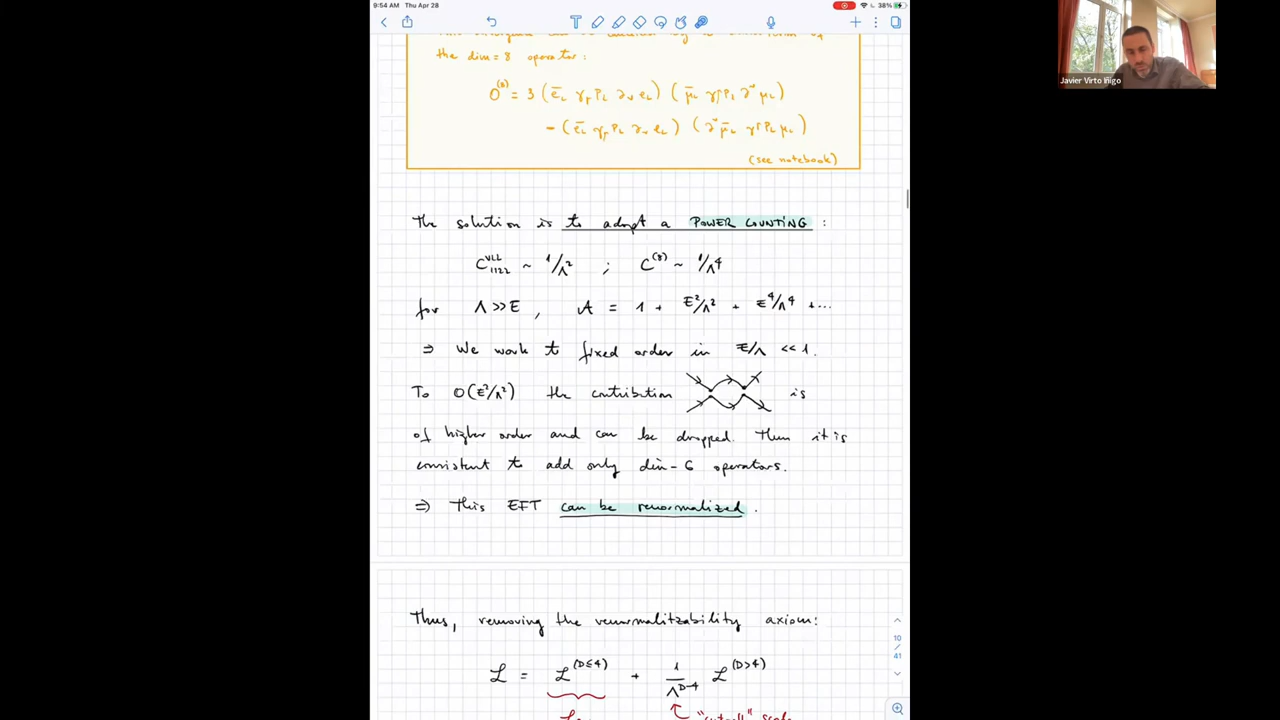 9:54 AM Thu Apr 28
38%
Javier Virto Iñigo
the dim=8 operator:
O^(8) = 3 (ē_L γ_μ P_L ∂_ν e_L) (μ̄_L γ^μ P_L ∂^ν μ_L)
- (ē_L γ_μ P_L ∂_ν e_L) (∂^ν μ̄_L γ^μ P_L μ_L)
(see notebook)
The solution is to adopt a POWER COUNTING :
C^VLL_1122 ~ 1/Λ² ; C^(8) ~ 1/Λ⁴
for Λ >> E , A = 1 + E²/Λ² + E⁴/Λ⁴ + ...
⇒ We work to fixed order in E/Λ << 1.
To O(E²/Λ²) the contribution is
of higher order and can be dropped. Then it is
consistent to add only dim-6 operators.
⇒ This EFT can be renormalized.
Thus, removing the renormalitzability axiom:
L = L^(D≤4) + 1/Λ^D-4 L^(D>4)
"cutoff" scale
10
41